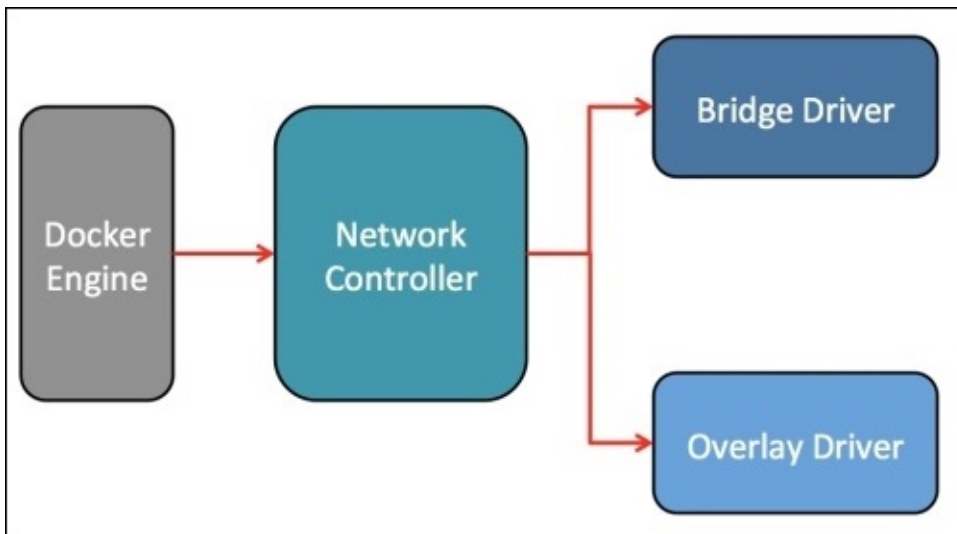 Docker
Engine
Network
Controller
Bridge Driver
Overlay Driver